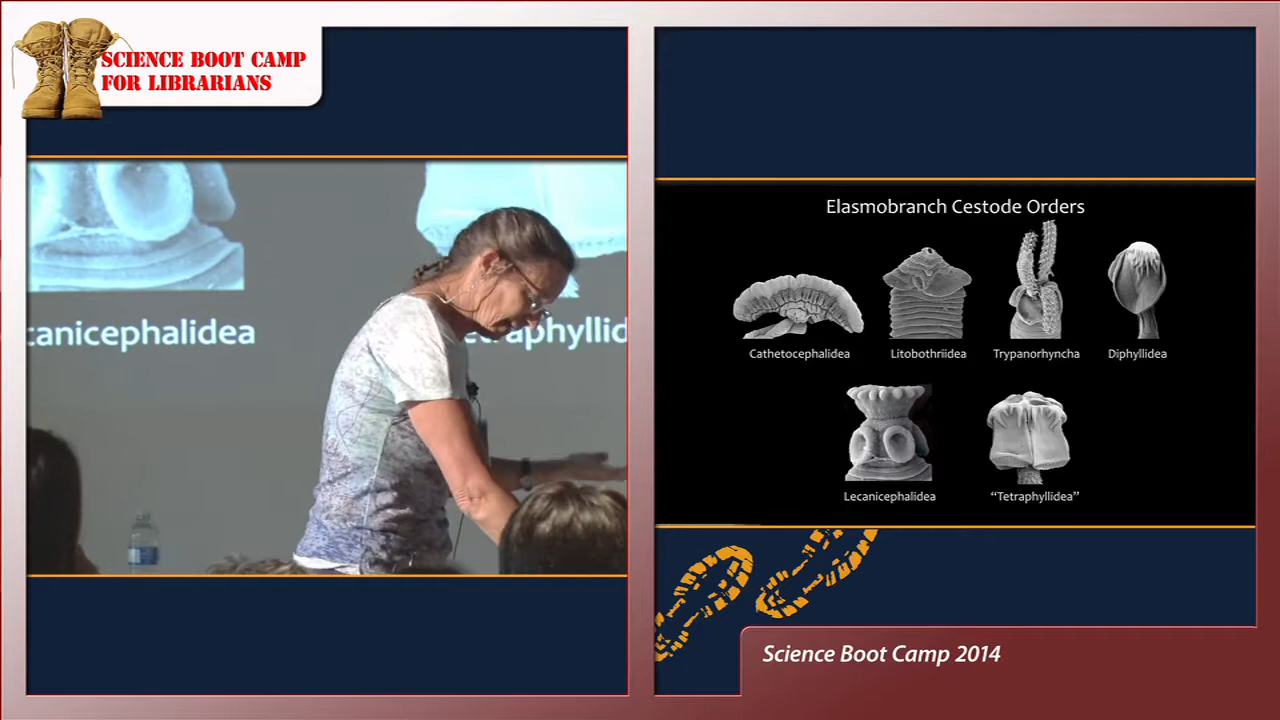 SCIENCE BOOT CAMP
FOR LIBRARIANS
canicephalidea
etraphyllid
Elasmobranch Cestode Orders
Cathetocephalidea
Litobothriidea
Trypanorhyncha
Diphyllidea
Lecanicephalidea
“Tetraphyllidea”
Science Boot Camp 2014